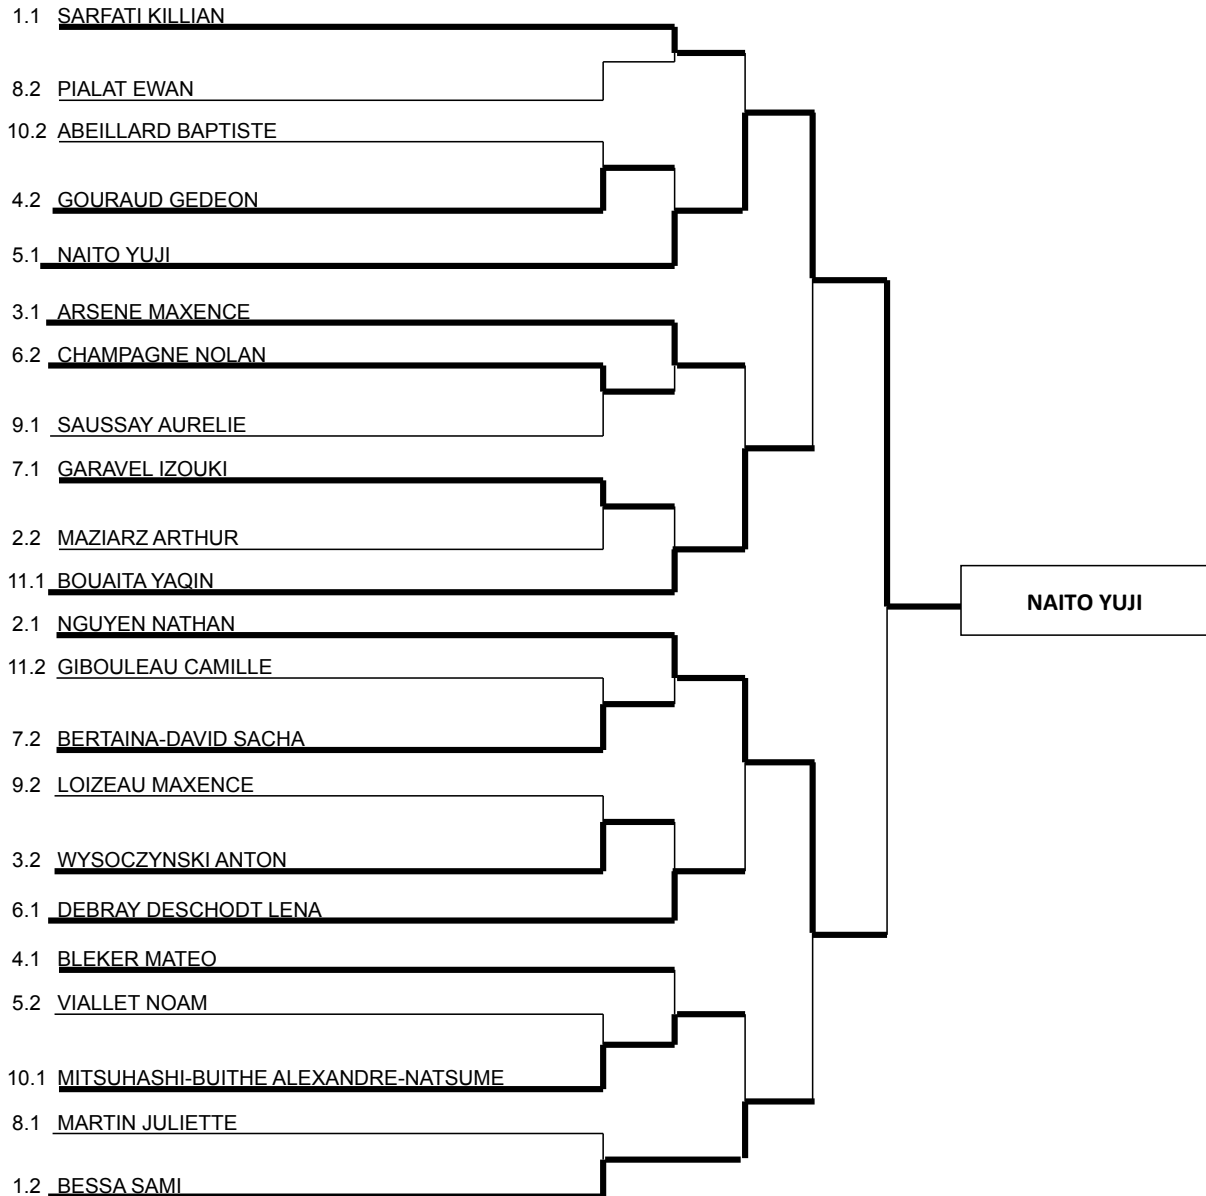 1.1 SARFATI KILLIAN
8.2 PIALAT EWAN
10.2 ABEILLARD BAPTISTE
4.2 GOURAUD GEDEON
5.1 NAITO YUJI
3.1 ARSENE MAXENCE
6.2 CHAMPAGNE NOLAN
9.1 SAUSSAY AURELIE
7.1 GARAVEL IZOUKI
2.2 MAZIARZ ARTHUR
11.1 BOUAITA YAQIN
NAITO YUJI
2.1 NGUYEN NATHAN
11.2 GIBOULEAU CAMILLE
7.2 BERTAINA-DAVID SACHA
9.2 LOIZEAU MAXENCE
3.2 WYSOCZYNSKI ANTON
6.1 DEBRAY DESCHODT LENA
4.1 BLEKER MATEO
5.2 VIALLET NOAM
10.1 MITSUHASHI-BUITHE ALEXANDRE-NATSUME
8.1 MARTIN JULIETTE
1.2 BESSA SAMI